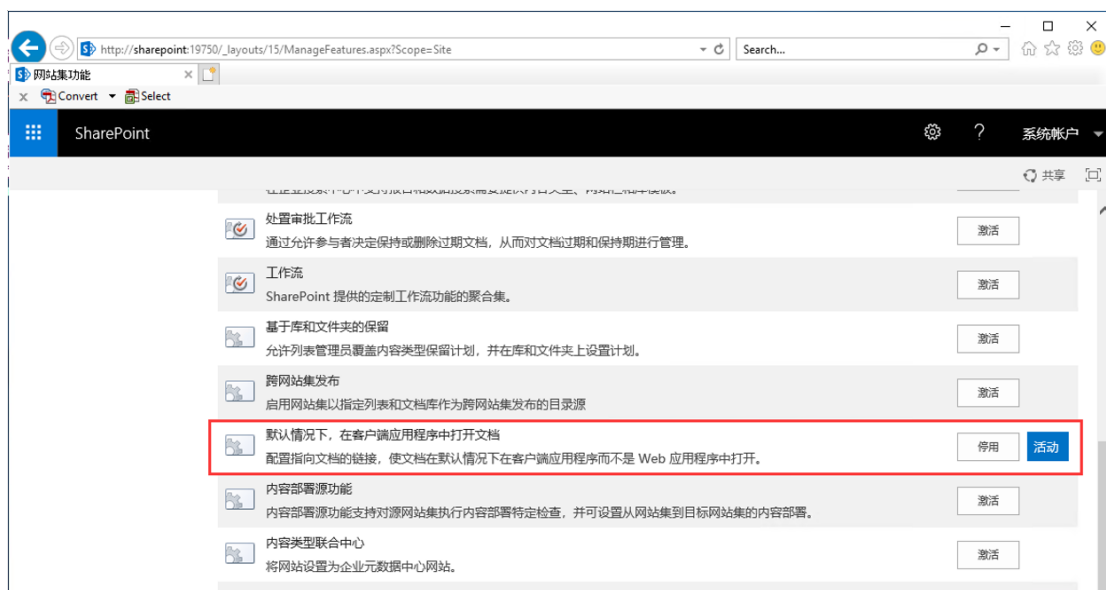 http://sharepoint:19750/_layouts/15/ManageFeatures.aspx?Scope=Site
Search...
网站集功能
Convert Select
SharePoint
系统帐户
共享
处置审批工作流
通过允许参与者决定保持或删除过期文档，从而对文档过期和保持期进行管理。
激活
工作流
SharePoint 提供的定制工作流功能的聚合集。
激活
基于库和文件夹的保留
允许列表管理员覆盖内容类型保留计划，并在库和文件夹上设置计划。
激活
跨网站集发布
启用网站集以指定列表和文档库作为跨网站集发布的目录源
激活
默认情况下，在客户端应用程序中打开文档
配置指向文档的链接，使文档在默认情况下在客户端应用程序而不是 Web 应用程序中打开。
停用 活动
内容部署源功能
内容部署源功能支持对源网站集执行内容部署特定检查，并可设置从网站集到目标网站集的内容部署。
激活
内容类型联合中心
将网站设置为企业元数据中心网站。
激活